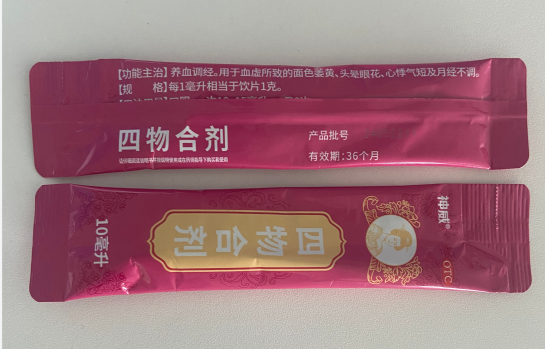 【功能主治】养血调经。用于血虚所致的面色萎黄、头晕眼花、心悸气短及月经不调。
【规　　格】每1毫升相当于饮片1克。
四物合剂
产品批号
有效期：36个月
神威®
OTC
四物合剂
10毫升